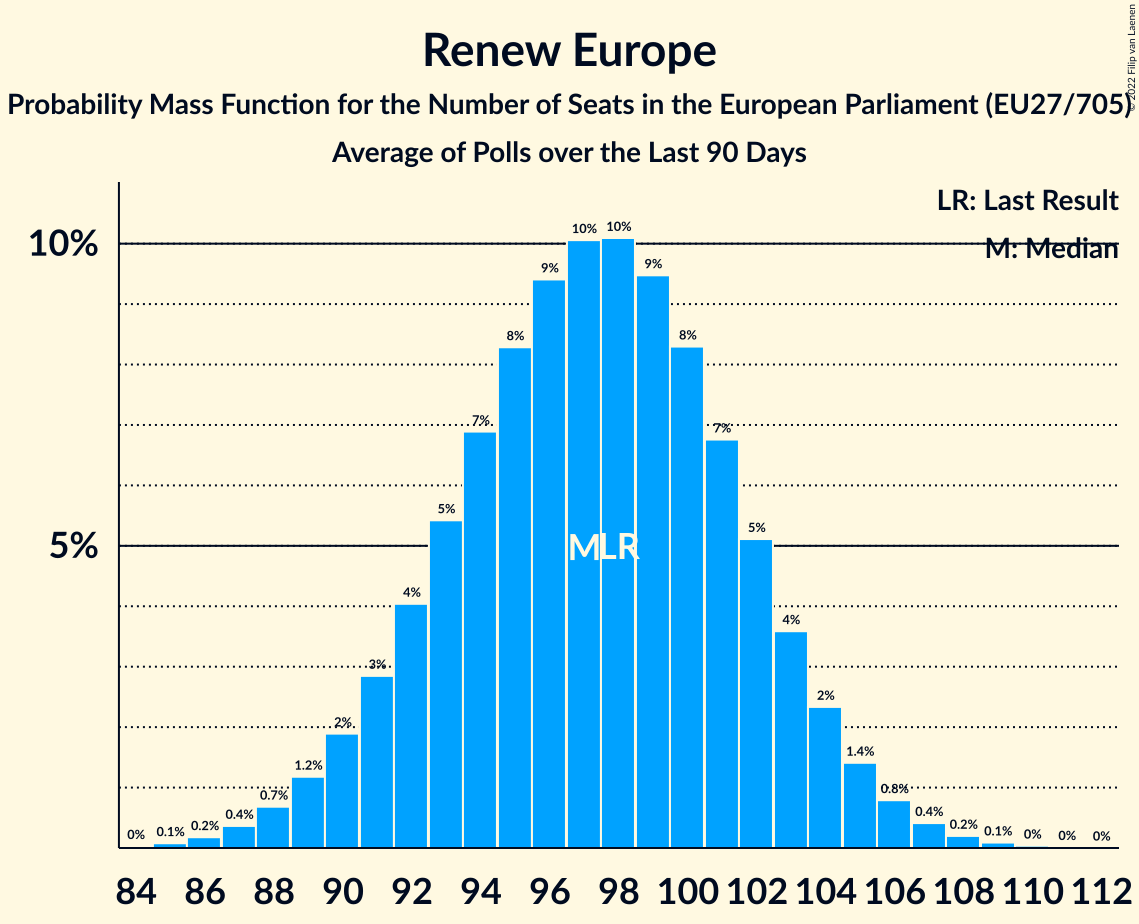 Renew Europe
Probability Mass Function for the Number of Seats in the European Parliament (EU27/705)
Average of Polls over the Last 90 Days
© 2022 Filip van Laenen
LR: Last Result
M: Median
10%
5%
0% 0.1% 0.2% 0.4% 0.7% 1.2% 2% 3% 4% 5% 7% 8% 9% 10% 10% 9% 8% 7% 5% 4% 2% 1.4% 0.8% 0.4% 0.2% 0.1% 0% 0% 0%
M LR
84 86 88 90 92 94 96 98 100 102 104 106 108 110 112